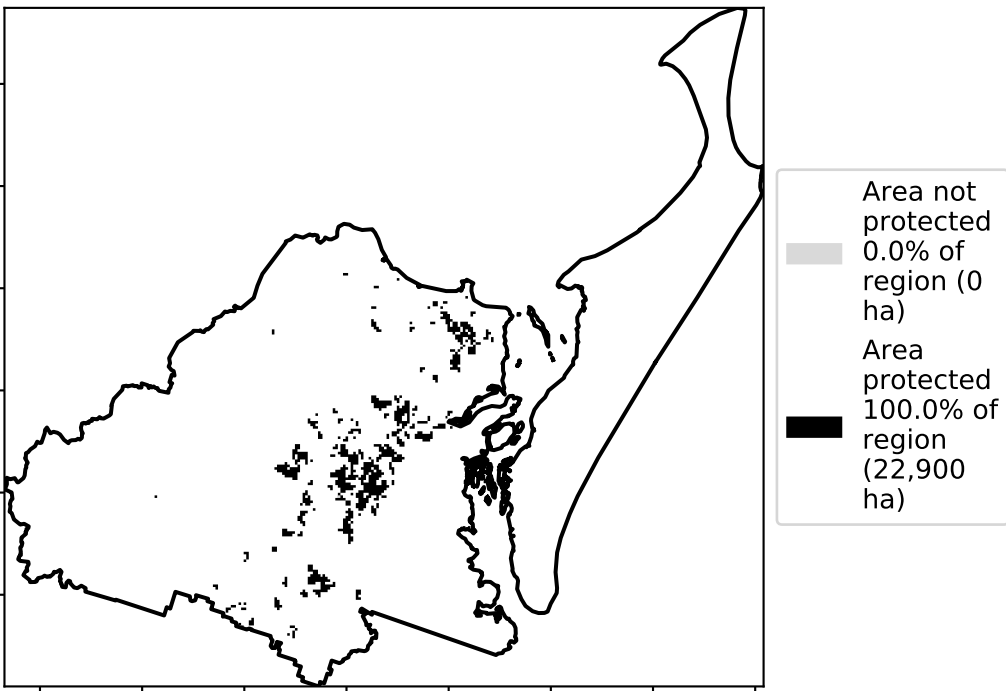 Area not
protected
0.0% of
region (0
ha)
Area
protected
100.0% of
region
(22,900
ha)